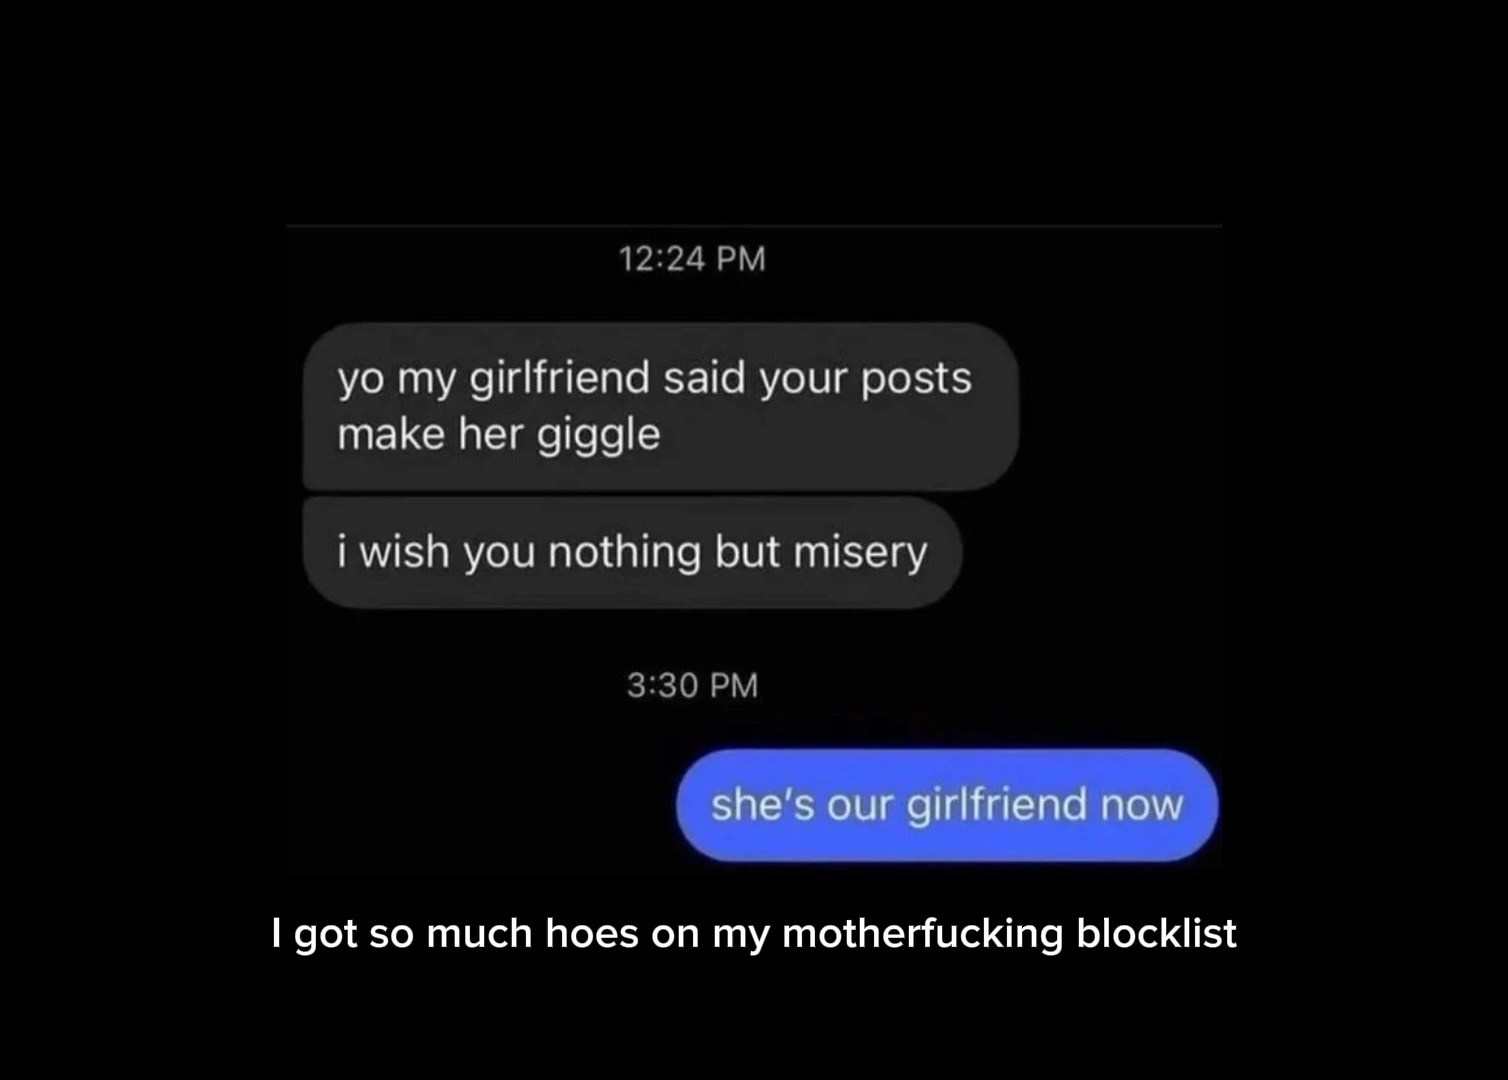 12:24 PM
yo my girlfriend said your posts
make her giggle
i wish you nothing but misery
3:30 PM
she's our girlfriend now
I got so much hoes on my motherfucking blocklist